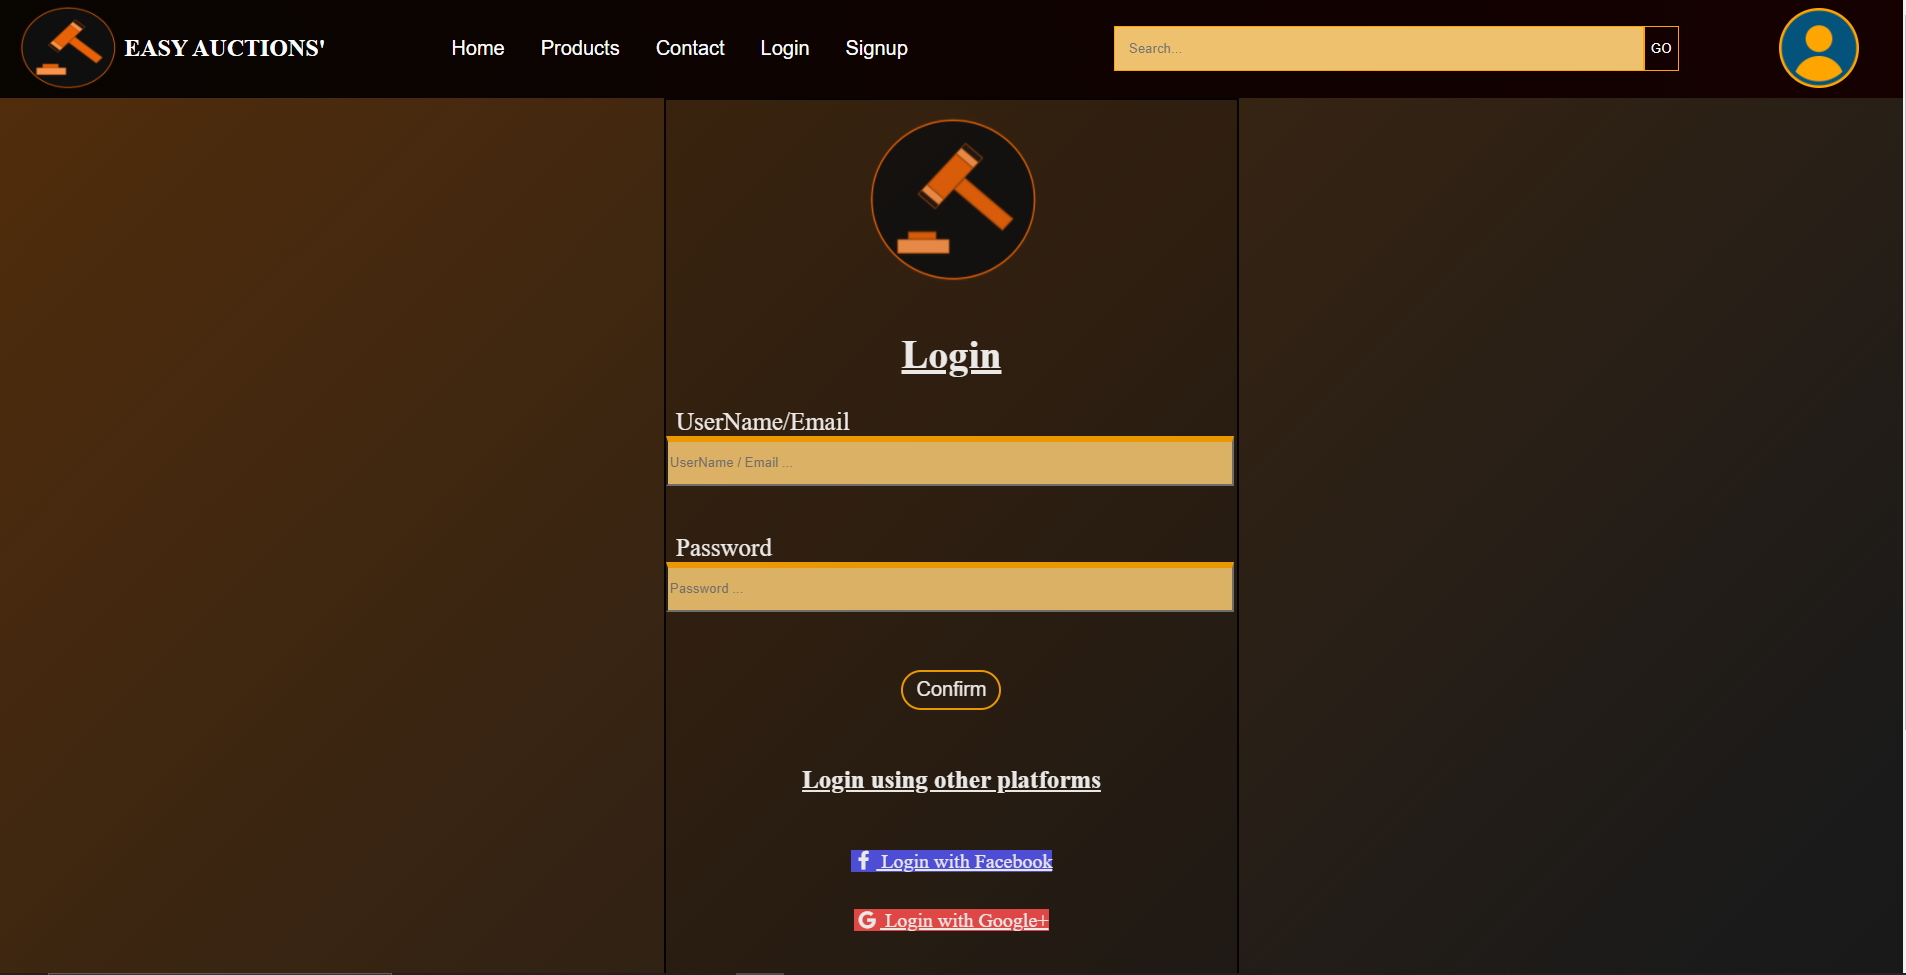 EASY AUCTIONS' Home Products Contact Login Signup Search... GO
Login
UserName/Email
UserName / Email ...
Password
Password ...
Confirm
Login using other platforms
Login with Facebook
Login with Google+